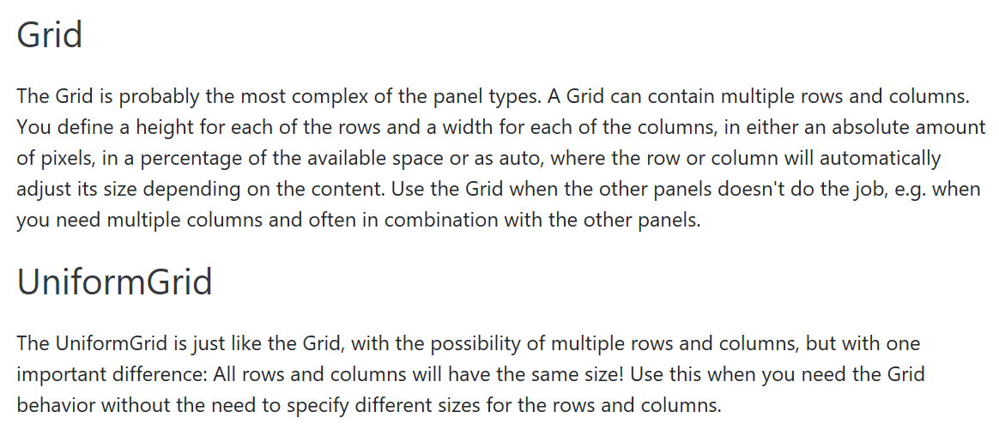 Grid
The Grid is probably the most complex of the panel types. A Grid can contain multiple rows and columns.
You define a height for each of the rows and a width for each of the columns, in either an absolute amount
of pixels, in a percentage of the available space or as auto, where the row or column will automatically
adjust its size depending on the content. Use the Grid when the other panels doesn't do the job, e.g. when
you need multiple columns and often in combination with the other panels.
UniformGrid
The UniformGrid is just like the Grid, with the possibility of multiple rows and columns, but with one
important difference: All rows and columns will have the same size! Use this when you need the Grid
behavior without the need to specify different sizes for the rows and columns.